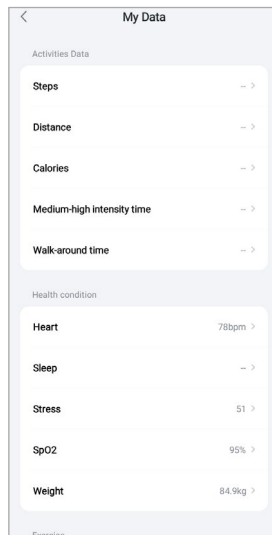 My Data
Activities Data
Steps -- >
Distance -- >
Calories -- >
Medium-high intensity time -- >
Walk-around time -- >
Health condition
Heart 78bpm >
Sleep -- >
Stress 51 >
SpO2 95% >
Weight 84.9kg >
Exercise